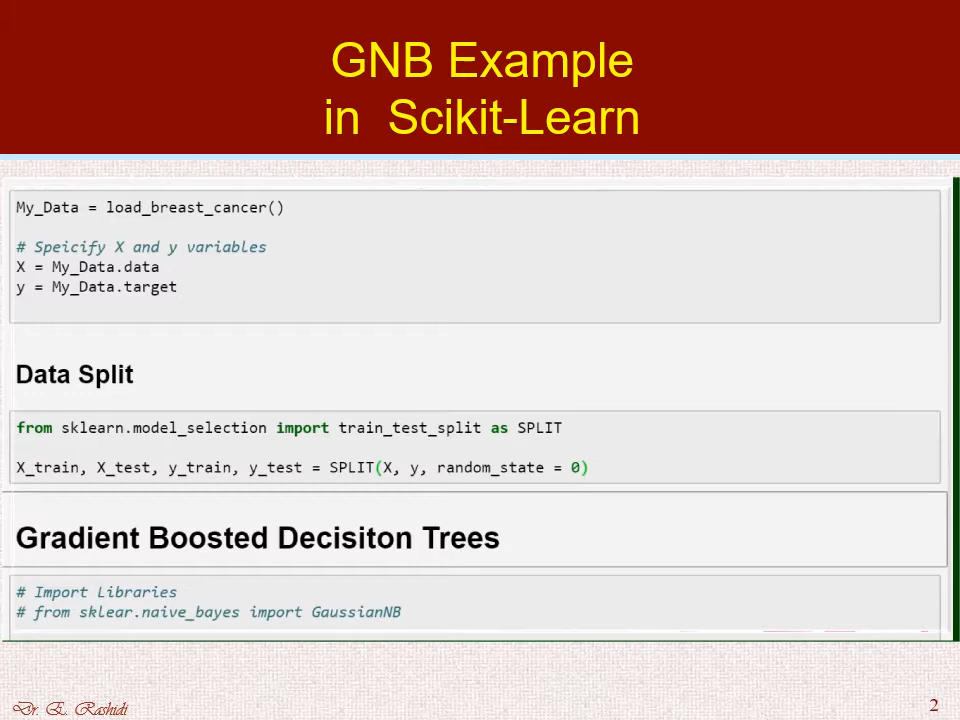 GNB Example
in Scikit-Learn
My_Data = load_breast_cancer()
# Speicify X and y variables
X = My_Data.data
y = My_Data.target
Data Split
from sklearn.model_selection import train_test_split as SPLIT
X_train, X_test, y_train, y_test = SPLIT(X, y, random_state = 0)
Gradient Boosted Decisiton Trees
# Import Libraries
# from sklear.naive_bayes import GaussianNB
Dr. E. Rashidi
2